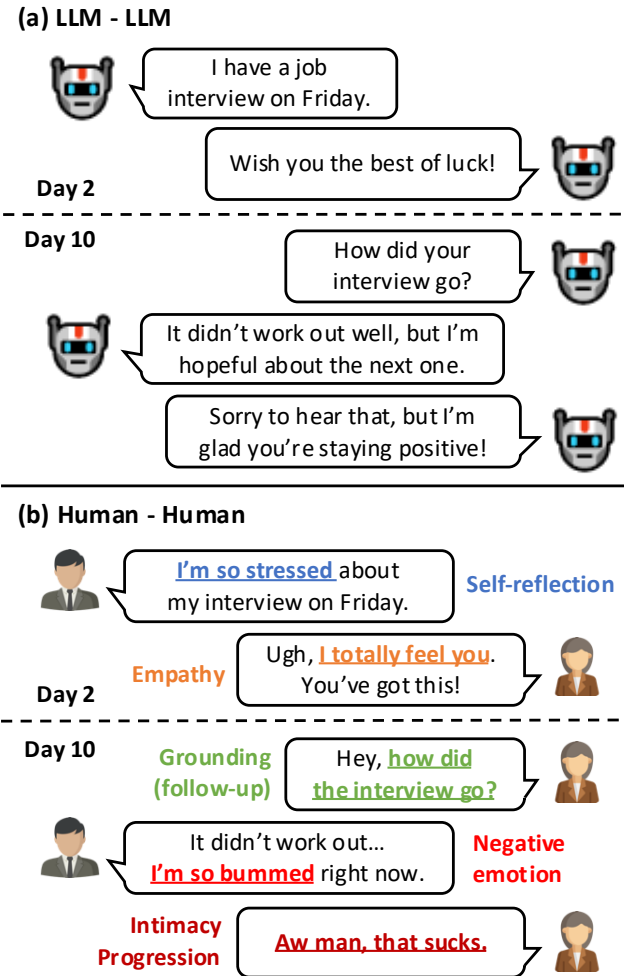 (a) LLM - LLM
I have a job
interview on Friday.
Wish you the best of luck!
Day 2
Day 10
How did your
interview go?
It didn’t work out well, but I’m
hopeful about the next one.
Sorry to hear that, but I’m
glad you’re staying positive!
(b) Human - Human
I’m so stressed about
my interview on Friday.
Self-reflection
Empathy
Ugh, I totally feel you.
You’ve got this!
Day 2
Day 10
Grounding
(follow-up)
Hey, how did
the interview go?
It didn’t work out...
I’m so bummed right now.
Negative
emotion
Intimacy
Progression
Aw man, that sucks.